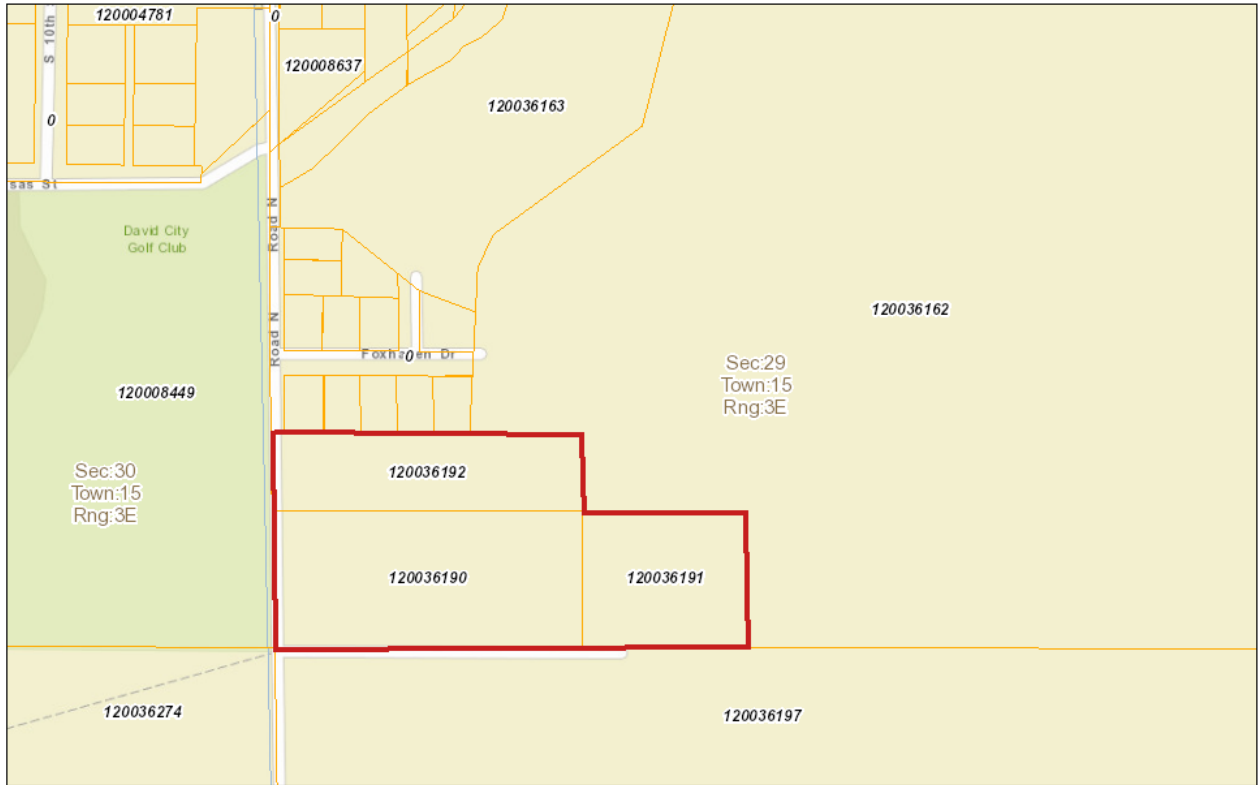 120004781
0
S 10th
120008637
120036163
0
sas St
Road N
David City
Golf Club
120036162
Road N
Foxhaven Dr
0
Sec:29
Town:15
Rng:3E
120008449
Sec:30
Town:15
Rng:3E
120036192
120036190
120036191
120036274
120036197